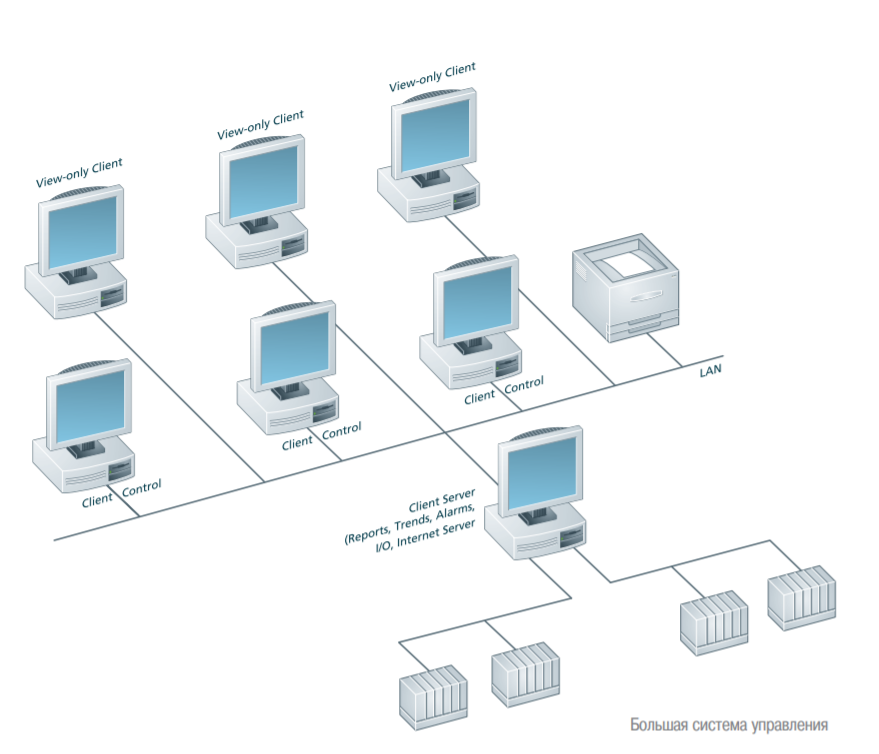 View-only Client
View-only Client
View-only Client
LAN
Client Control
Client Control
Client Control
Client Server
(Reports, Trends, Alarms,
I/O, Internet Server
Большая система управления